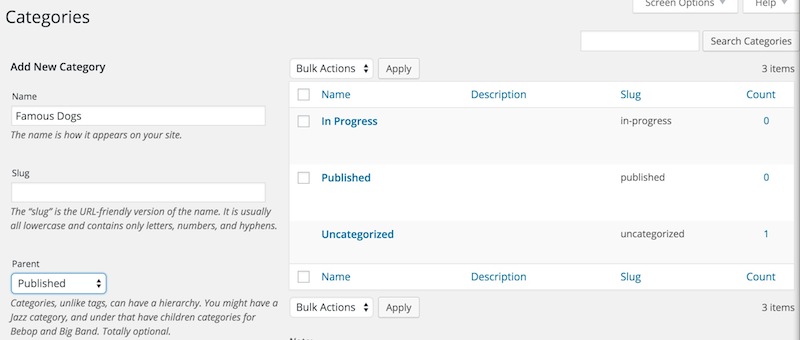 Screen Options
Help
Categories
Search Categories
Add New Category
Name
Famous Dogs
The name is how it appears on your site.
Slug
The “slug” is the URL-friendly version of the name. It is usually
all lowercase and contains only letters, numbers, and hyphens.
Parent
Published
Categories, unlike tags, can have a hierarchy. You might have a
Jazz category, and under that have children categories for
Bebop and Big Band. Totally optional.
Bulk Actions Apply 3 items
Name Description Slug Count
In Progress in-progress 0
Published published 0
Uncategorized uncategorized 1
Name Description Slug Count
Bulk Actions Apply 3 items